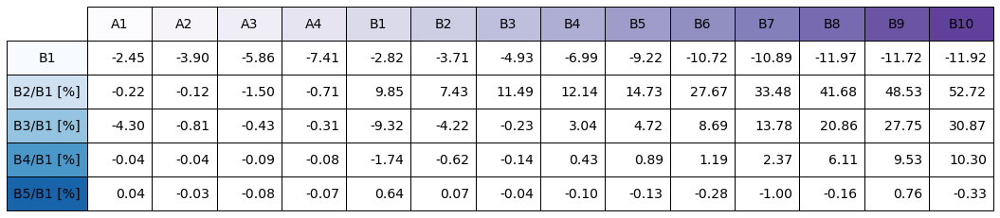 A1 A2 A3 A4 B1 B2 B3 B4 B5 B6 B7 B8 B9 B10
B1 -2.45 -3.90 -5.86 -7.41 -2.82 -3.71 -4.93 -6.99 -9.22 -10.72 -10.89 -11.97 -11.72 -11.92
B2/B1 [%] -0.22 -0.12 -1.50 -0.71 9.85 7.43 11.49 12.14 14.73 27.67 33.48 41.68 48.53 52.72
B3/B1 [%] -4.30 -0.81 -0.43 -0.31 -9.32 -4.22 -0.23 3.04 4.72 8.69 13.78 20.86 27.75 30.87
B4/B1 [%] -0.04 -0.04 -0.09 -0.08 -1.74 -0.62 -0.14 0.43 0.89 1.19 2.37 6.11 9.53 10.30
B5/B1 [%] 0.04 -0.03 -0.08 -0.07 0.64 0.07 -0.04 -0.10 -0.13 -0.28 -1.00 -0.16 0.76 -0.33